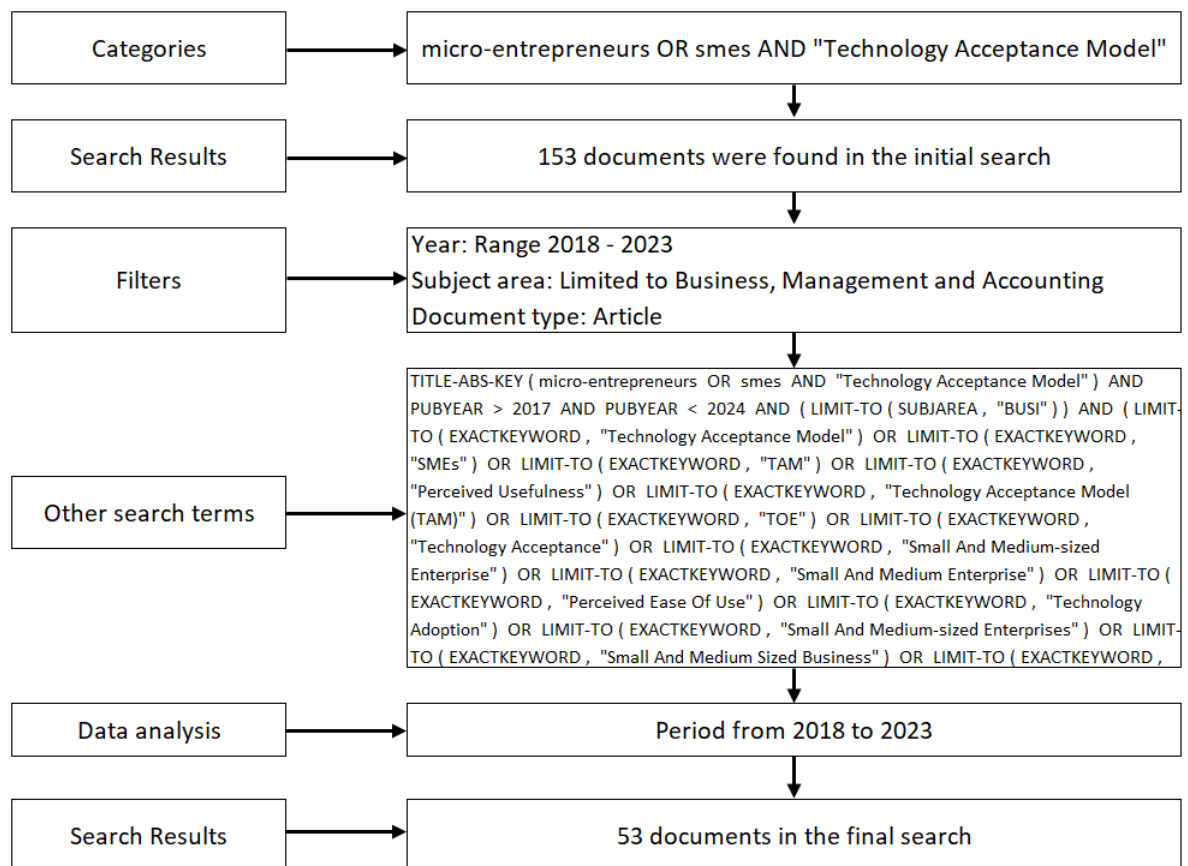 Categories
micro-entrepreneurs OR smes AND "Technology Acceptance Model"
Search Results
153 documents were found in the initial search
Filters
Year: Range 2018 - 2023
Subject area: Limited to Business, Management and Accounting
Document type: Article
Other search terms
TITLE-ABS-KEY ( micro-entrepreneurs OR smes AND "Technology Acceptance Model" ) AND
PUBYEAR > 2017 AND PUBYEAR < 2024 AND ( LIMIT-TO ( SUBJAREA , "BUSI" ) ) AND ( LIMIT-
TO ( EXACTKEYWORD , "Technology Acceptance Model" ) OR LIMIT-TO ( EXACTKEYWORD ,
"SMEs" ) OR LIMIT-TO ( EXACTKEYWORD , "TAM" ) OR LIMIT-TO ( EXACTKEYWORD ,
"Perceived Usefulness" ) OR LIMIT-TO ( EXACTKEYWORD , "Technology Acceptance Model
(TAM)" ) OR LIMIT-TO ( EXACTKEYWORD , "TOE" ) OR LIMIT-TO ( EXACTKEYWORD ,
"Technology Acceptance" ) OR LIMIT-TO ( EXACTKEYWORD , "Small And Medium-sized
Enterprise" ) OR LIMIT-TO ( EXACTKEYWORD , "Small And Medium Enterprise" ) OR LIMIT-TO (
EXACTKEYWORD , "Perceived Ease Of Use" ) OR LIMIT-TO ( EXACTKEYWORD , "Technology
Adoption" ) OR LIMIT-TO ( EXACTKEYWORD , "Small And Medium-sized Enterprises" ) OR LIMIT-
TO ( EXACTKEYWORD , "Small And Medium Sized Business" ) OR LIMIT-TO ( EXACTKEYWORD ,
Data analysis
Period from 2018 to 2023
Search Results
53 documents in the final search